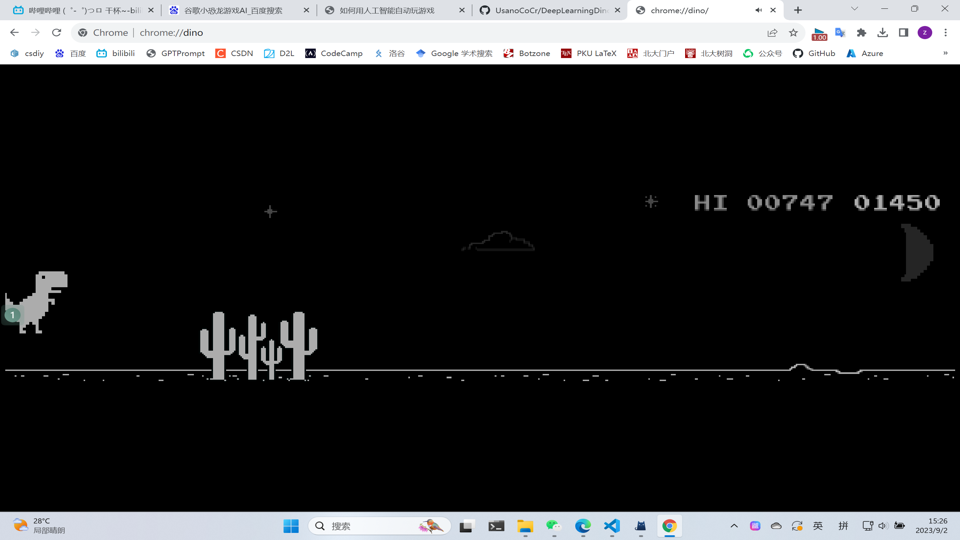 哔哩哔哩 (゜-゜)つロ 干杯~-bili
谷歌小恐龙游戏AI_百度搜索
如何用人工智能自动玩游戏
UsanoCoCr/DeepLearningDin
chrome://dino/
Chrome | chrome://dino
1.00
z
csdiy
百度
bilibili
GPTPrompt
CSDN
D2L
CodeCamp
洛谷
Google 学术搜索
Botzone
PKU LaTeX
北大门户
北大树洞
公众号
GitHub
Azure
»
HI 00747 01450
1
28°C
局部晴朗
搜索
英
拼
15:26
2023/9/2